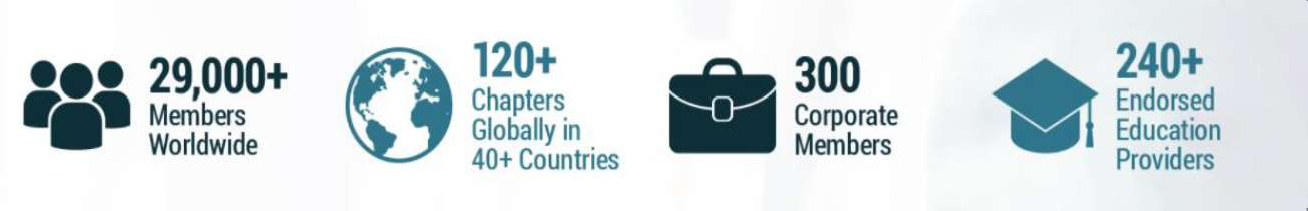 29,000+
Members
Worldwide
120+
Chapters
Globally in
40+ Countries
300
Corporate
Members
240+
Endorsed
Education
Providers